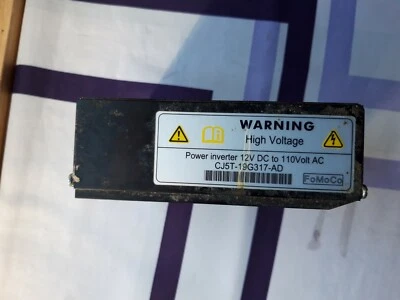 WARNING
High Voltage
Power inverter 12V DC to 110Volt AC
CJ5T-19G317-AD
FoMoCo